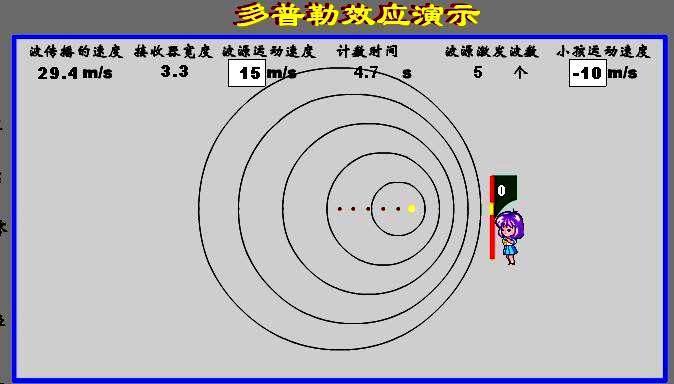 多普勒效应演示
波传播的速度 接收器宽度 波源运动速度 计数时间 波源激发波数 小孩运动速度
29.4 m/s 3.3 15 m/s 4.7 s 5 个 -10 m/s
0